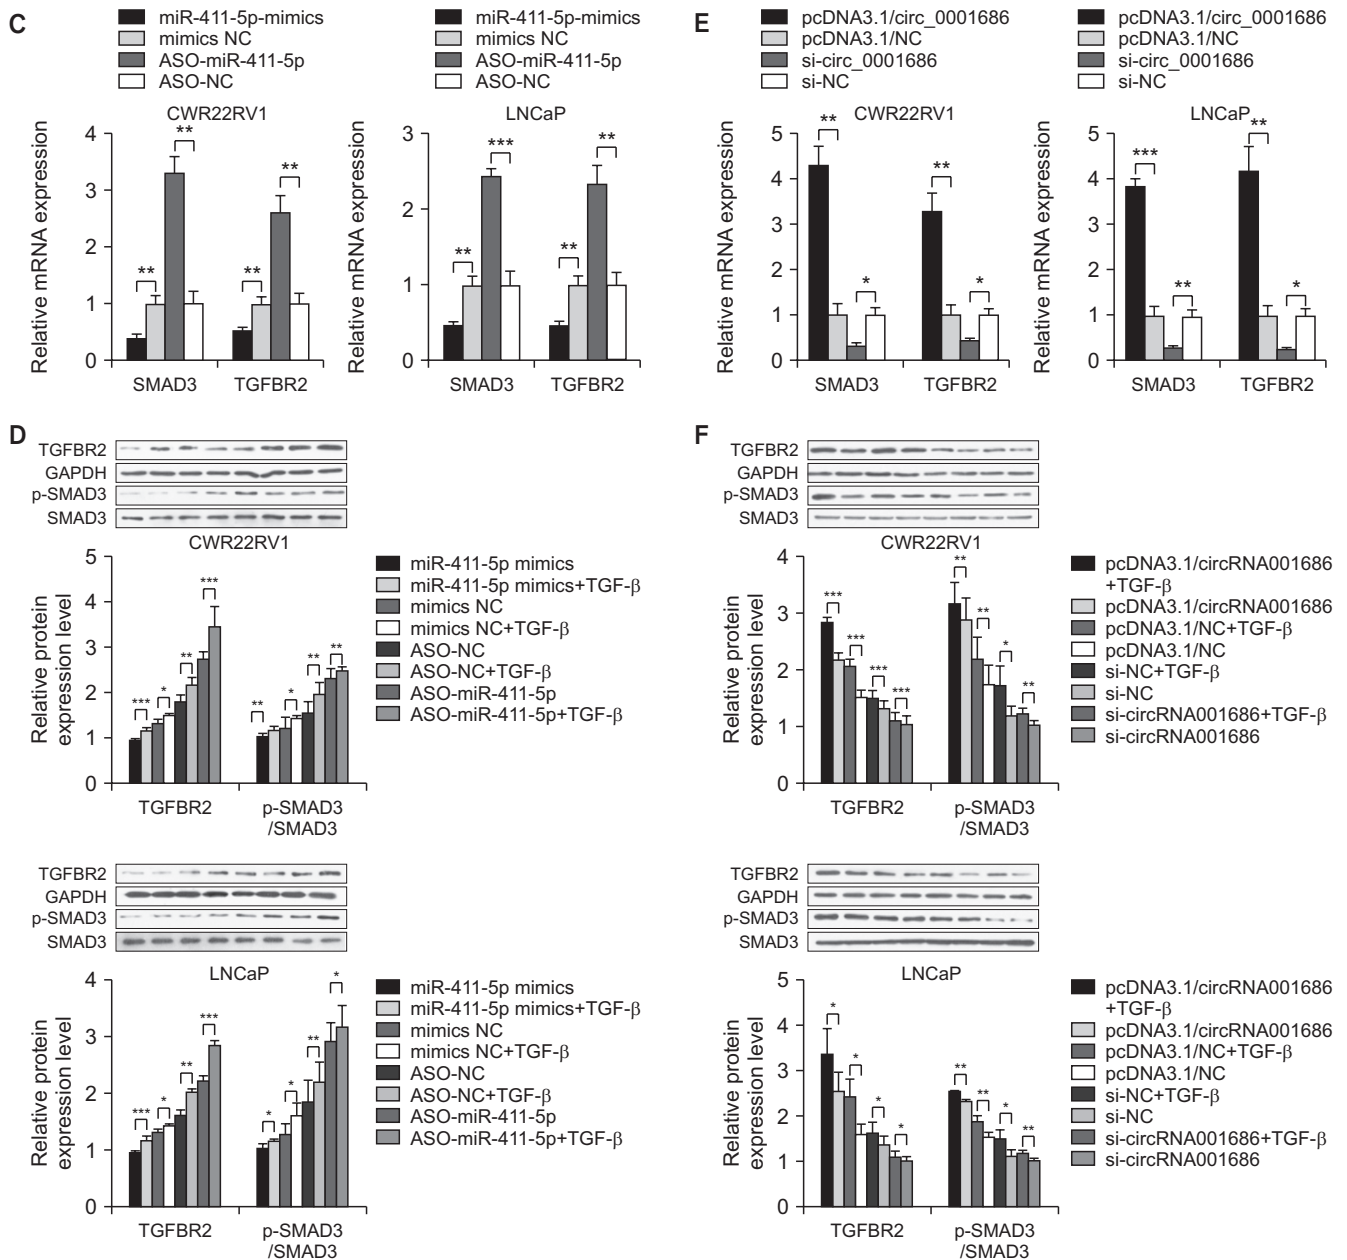 C
miR-411-5p-mimics
mimics NC
ASO-miR-411-5p
ASO-NC
miR-411-5p-mimics
mimics NC
ASO-miR-411-5p
ASO-NC
CWR22RV1
Relative mRNA expression
4
3
2
1
0
**
**
**
**
SMAD3
TGFBR2
LNCaP
Relative mRNA expression
3
2
1
0
**
***
**
**
SMAD3
TGFBR2
E
pcDNA3.1/circ_0001686
pcDNA3.1/NC
si-circ_0001686
si-NC
pcDNA3.1/circ_0001686
pcDNA3.1/NC
si-circ_0001686
si-NC
CWR22RV1
Relative mRNA expression
5
4
3
2
1
0
**
*
**
*
SMAD3
TGFBR2
LNCaP
Relative mRNA expression
5
4
3
2
1
0
***
**
**
*
SMAD3
TGFBR2
D
TGFBR2
GAPDH
p-SMAD3
SMAD3
CWR22RV1
Relative protein
expression level
5
4
3
2
1
0
***
*
**
***
**
*
**
**
TGFBR2
p-SMAD3
/SMAD3
miR-411-5p mimics
miR-411-5p mimics+TGF-β
mimics NC
mimics NC+TGF-β
ASO-NC
ASO-NC+TGF-β
ASO-miR-411-5p
ASO-miR-411-5p+TGF-β
TGFBR2
GAPDH
p-SMAD3
SMAD3
LNCaP
Relative protein
expression level
4
3
2
1
0
***
*
**
***
*
*
**
*
TGFBR2
p-SMAD3
/SMAD3
miR-411-5p mimics
miR-411-5p mimics+TGF-β
mimics NC
mimics NC+TGF-β
ASO-NC
ASO-NC+TGF-β
ASO-miR-411-5p
ASO-miR-411-5p+TGF-β
F
TGFBR2
GAPDH
p-SMAD3
SMAD3
CWR22RV1
Relative protein
expression level
4
3
2
1
0
***
***
***
***
**
**
*
**
TGFBR2
p-SMAD3
/SMAD3
pcDNA3.1/circRNA001686
+TGF-β
pcDNA3.1/circRNA001686
pcDNA3.1/NC+TGF-β
pcDNA3.1/NC
si-NC+TGF-β
si-NC
si-circRNA001686+TGF-β
si-circRNA001686
TGFBR2
GAPDH
p-SMAD3
SMAD3
LNCaP
Relative protein
expression level
5
4
3
2
1
0
*
*
*
*
**
**
*
**
TGFBR2
p-SMAD3
/SMAD3
pcDNA3.1/circRNA001686
+TGF-β
pcDNA3.1/circRNA001686
pcDNA3.1/NC+TGF-β
pcDNA3.1/NC
si-NC+TGF-β
si-NC
si-circRNA001686+TGF-β
si-circRNA001686